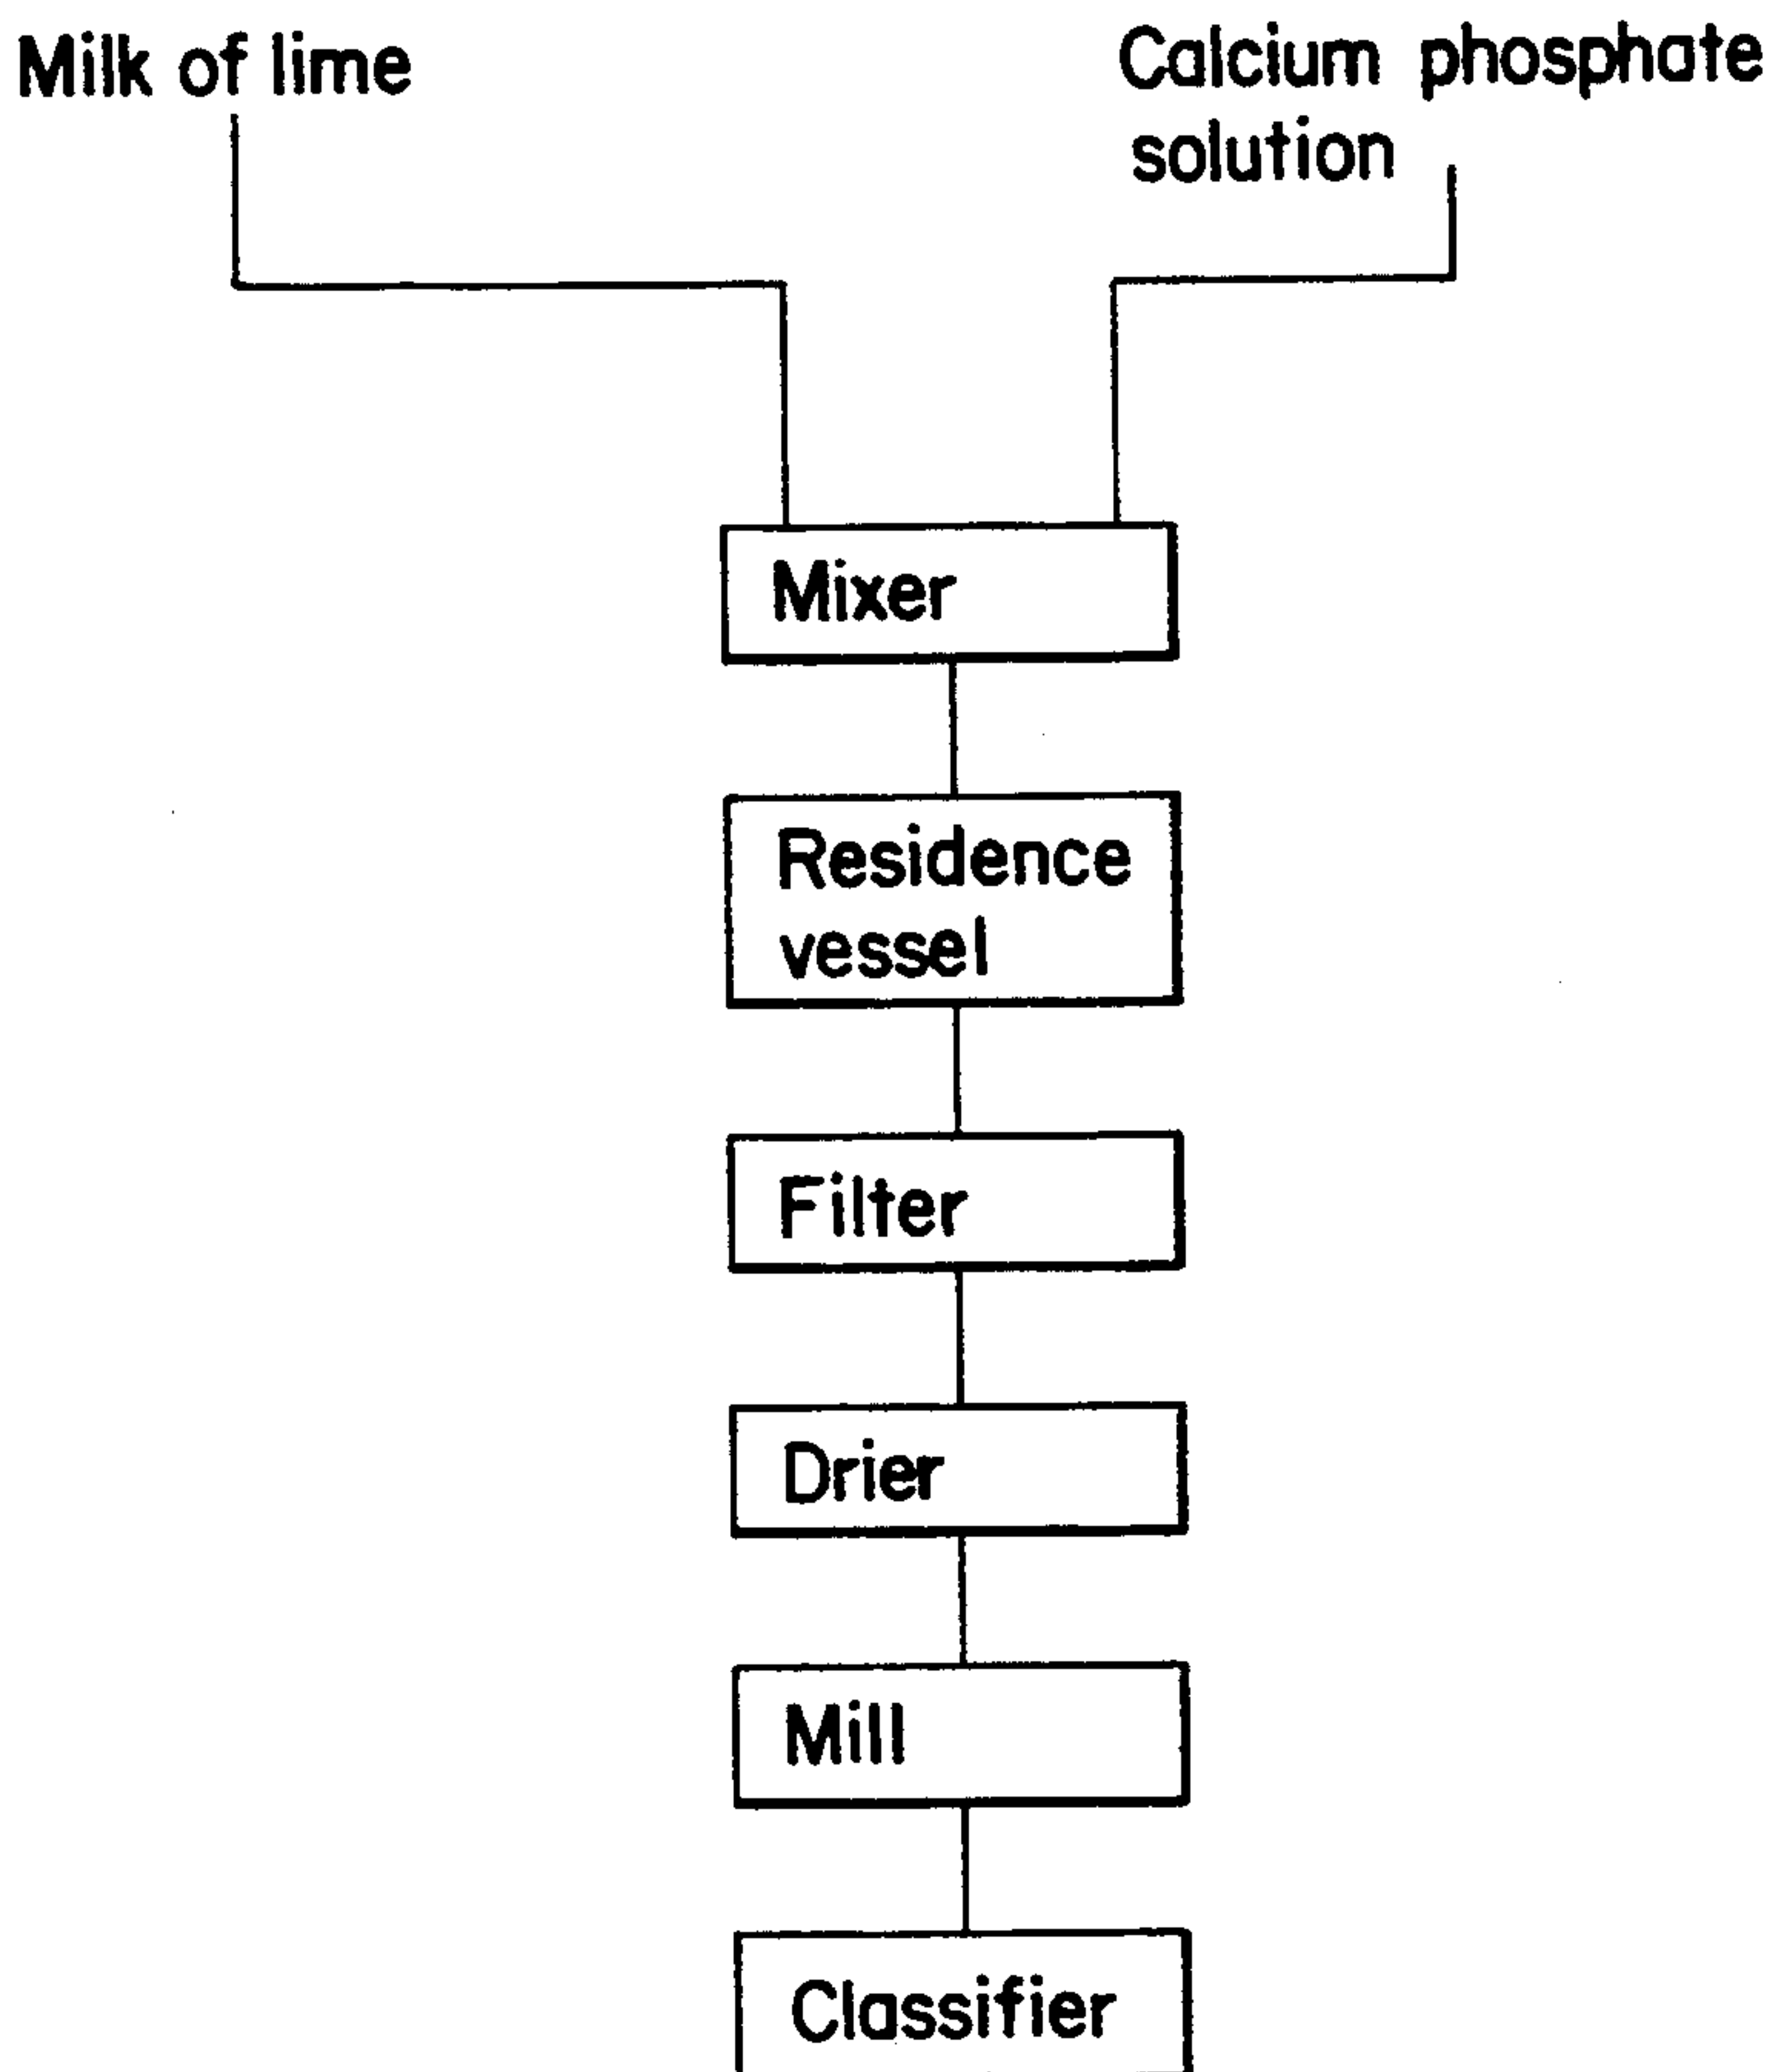 Milk of lime
Calcium phosphate
solution
Mixer
Residence
vessel
Filter
Drier
Mill
Classifier